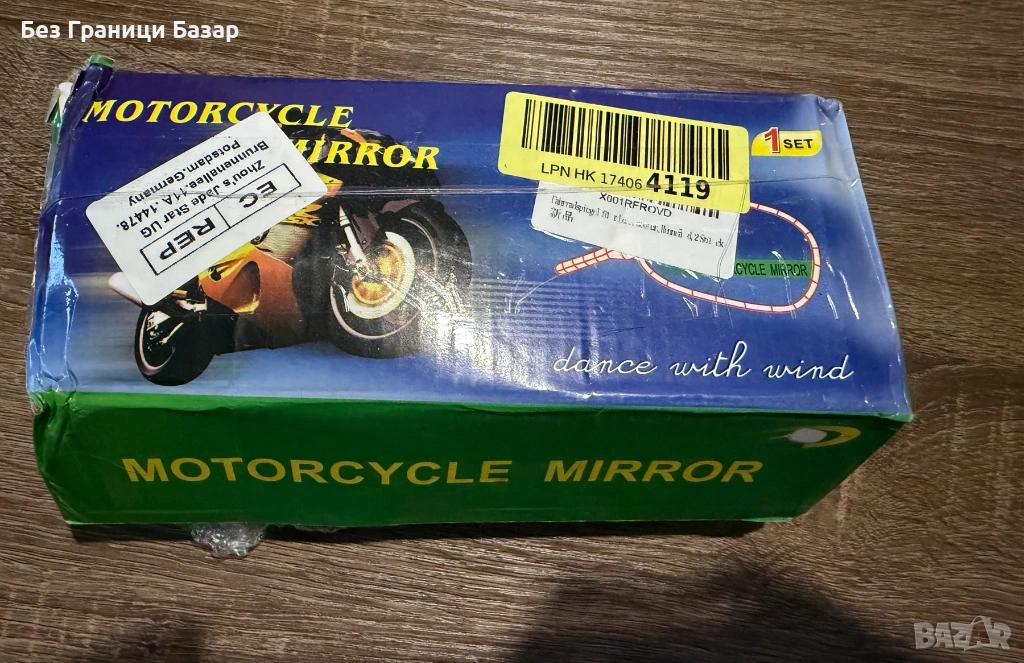 Без Граници Базар
MOTORCYCLE
MIRROR
Zhou's Jade Star UG
Brunnenallee.11A,14478.
Potsdam.Germany
EC REP
LPN HK 17406 4119
X001RFROVD
1 SET
CYCLE MIRROR
dance with wind
MOTORCYCLE MIRROR
BAZAR